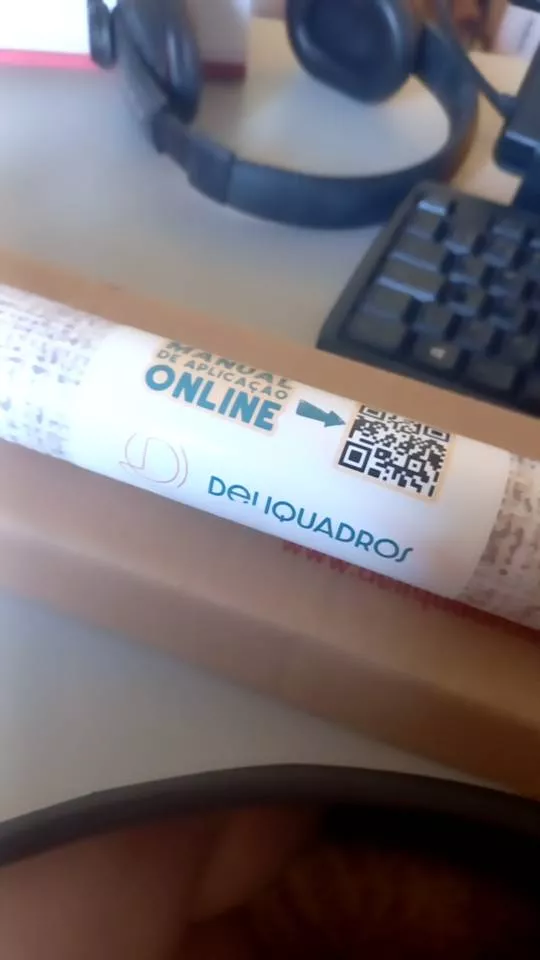 MANUAL
DE APLICAÇÃO
ONLINE
D
DELIQUADROS